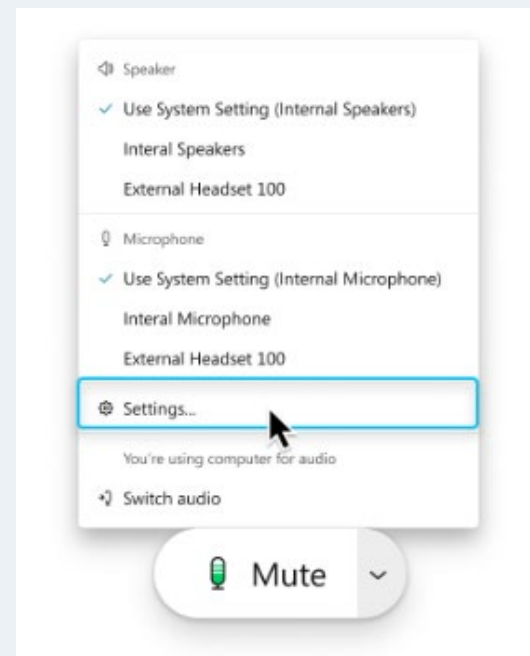 Speaker
Use System Setting (Internal Speakers)
Interal Speakers
External Headset 100
Microphone
Use System Setting (Internal Microphone)
Interal Microphone
External Headset 100
Settings...
You're using computer for audio
Switch audio
Mute